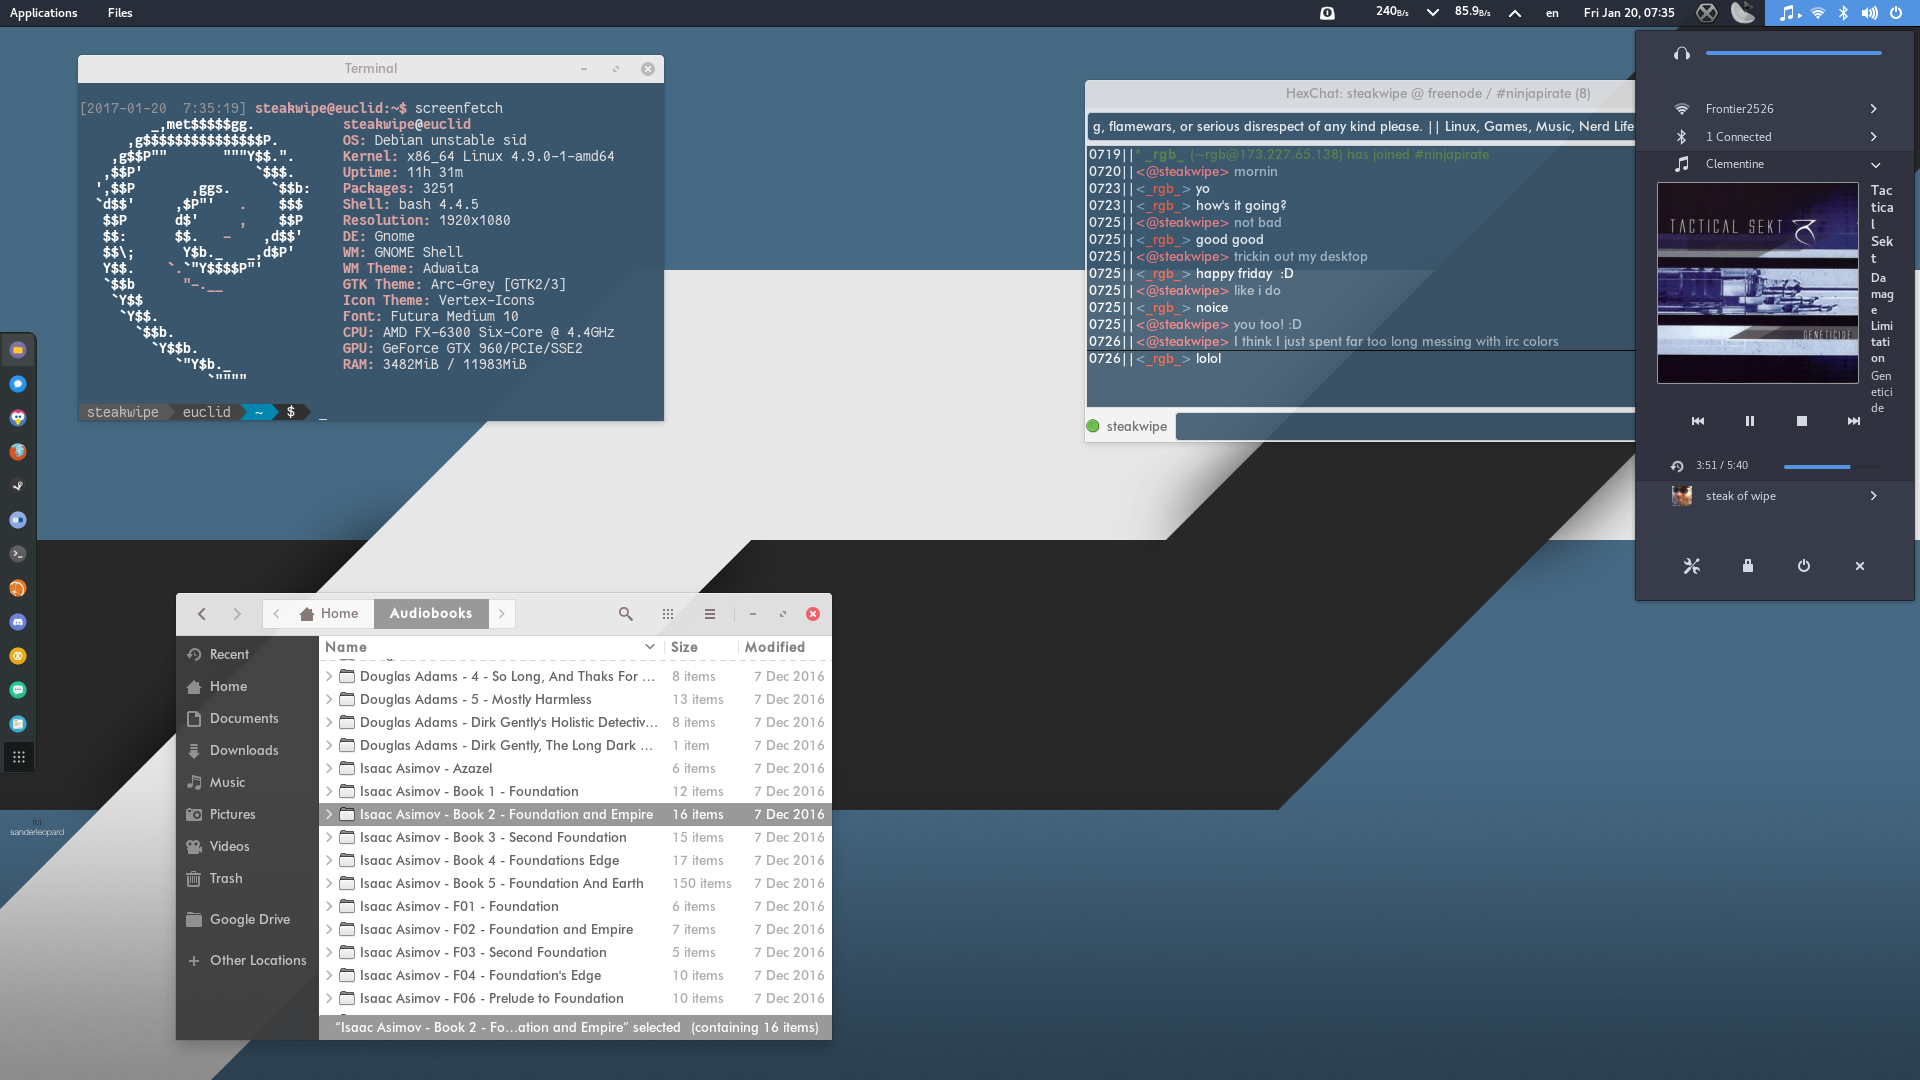 Applications Files
240B/s 85.9B/s en Fri Jan 20, 07:35
Terminal
[2017-01-20  7:35:19] steakwipe@euclid:~$ screenfetch
         _,met$$$$$gg.
      ,g$$$$$$$$$$$$$$$P.
    ,g$$P""       """Y$$.".
   ,$$P'              `$$$.
  ',$$P       ,ggs.     `$$b:
  `d$$'     ,$P"'   .    $$$
   $$P      d$'     ,    $$P
   $$:      $$.   -    ,d$$'
   $$\;      Y$b._   _,d$P'
   Y$$.    `.`"Y$$$$P"'
   `$$b      "-.__
    `Y$$
     `Y$$.
       `$$b.
         `Y$$b.
            `"Y$b._
                `""""
steakwipe@euclid
OS: Debian unstable sid
Kernel: x86_64 Linux 4.9.0-1-amd64
Uptime: 11h 31m
Packages: 3251
Shell: bash 4.4.5
Resolution: 1920x1080
DE: Gnome
WM: GNOME Shell
WM Theme: Adwaita
GTK Theme: Arc-Grey [GTK2/3]
Icon Theme: Vertex-Icons
Font: Futura Medium 10
CPU: AMD FX-6300 Six-Core @ 4.4GHz
GPU: GeForce GTX 960/PCIe/SSE2
RAM: 3482MiB / 11983MiB
steakwipe euclid ~ $ _
HexChat: steakwipe @ freenode / #ninjapirate (8)
g, flamewars, or serious disrespect of any kind please. || Linux, Games, Music, Nerd Life
0719||* _rgb_ (~rgb@173.227.65.138) has joined #ninjapirate
0720||<@steakwipe> mornin
0723||<_rgb_> yo
0723||<_rgb_> how's it going?
0725||<@steakwipe> not bad
0725||<_rgb_> good good
0725||<@steakwipe> trickin out my desktop
0725||<_rgb_> happy friday  :D
0725||<@steakwipe> like i do
0725||<_rgb_> noice
0725||<@steakwipe> you too! :D
0726||<@steakwipe> I think I just spent far too long messing with irc colors
0726||<_rgb_> lolol
steakwipe
Frontier2526
1 Connected
Clementine
TACTICAL SEKT
GENETICIDE
Tac
tica
l
Sek
t
Da
mag
e
Limi
tati
on
Gen
etici
de
3:51 / 5:40
steak of wipe
Home Audiobooks
Recent
Home
Documents
Downloads
Music
Pictures
Videos
Trash
Google Drive
Other Locations
Name Size Modified
Douglas Adams - 4 - So Long, And Thaks For ... 8 items 7 Dec 2016
Douglas Adams - 5 - Mostly Harmless 13 items 7 Dec 2016
Douglas Adams - Dirk Gently's Holistic Detectiv... 8 items 7 Dec 2016
Douglas Adams - Dirk Gently, The Long Dark ... 1 item 7 Dec 2016
Isaac Asimov - Azazel 6 items 7 Dec 2016
Isaac Asimov - Book 1 - Foundation 12 items 7 Dec 2016
Isaac Asimov - Book 2 - Foundation and Empire 16 items 7 Dec 2016
Isaac Asimov - Book 3 - Second Foundation 15 items 7 Dec 2016
Isaac Asimov - Book 4 - Foundations Edge 17 items 7 Dec 2016
Isaac Asimov - Book 5 - Foundation And Earth 150 items 7 Dec 2016
Isaac Asimov - F01 - Foundation 6 items 7 Dec 2016
Isaac Asimov - F02 - Foundation and Empire 7 items 7 Dec 2016
Isaac Asimov - F03 - Second Foundation 5 items 7 Dec 2016
Isaac Asimov - F04 - Foundation's Edge 10 items 7 Dec 2016
Isaac Asimov - F06 - Prelude to Foundation 10 items 7 Dec 2016
"Isaac Asimov - Book 2 - Fo...ation and Empire" selected (containing 16 items)
(c)
sanderleopard